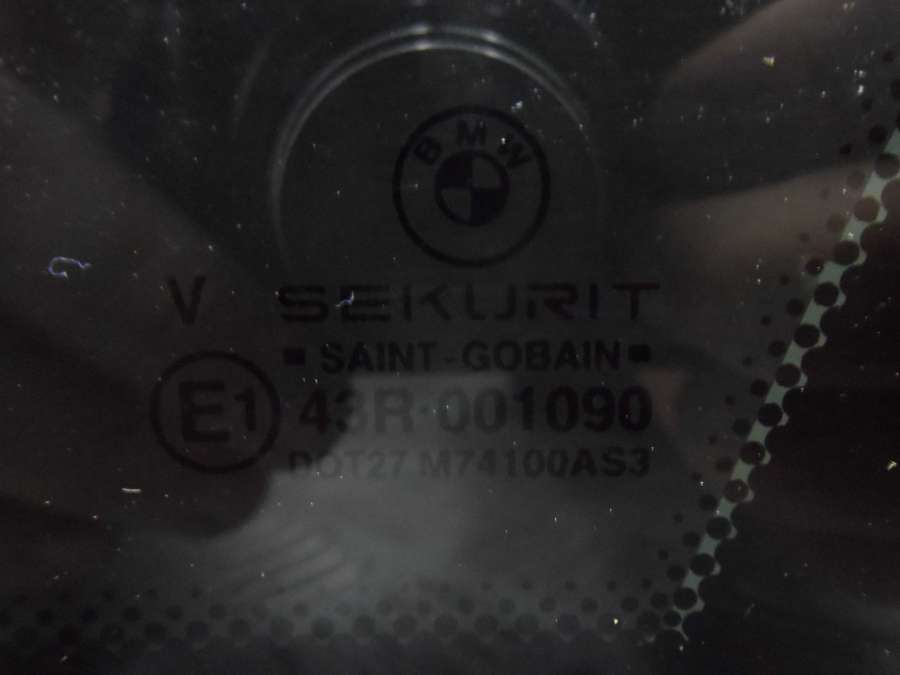 BMW
V SEKURIT
SAINT-GOBAIN
E1 43R-001090
DOT27 M74100AS3